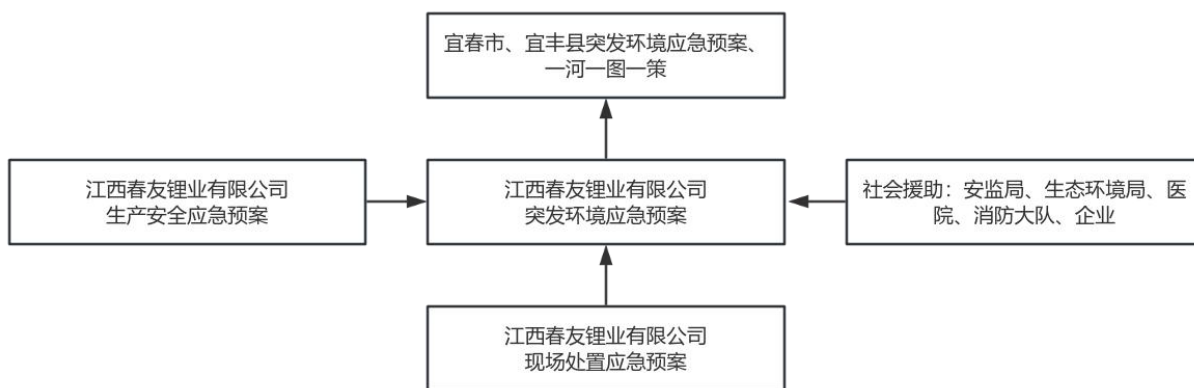 宜春市、宜丰县突发环境应急预案、
一河一图一策
江西春友锂业有限公司
生产安全应急预案
江西春友锂业有限公司
突发环境应急预案
社会援助：安监局、生态环境局、医
院、消防大队、企业
江西春友锂业有限公司
现场处置应急预案